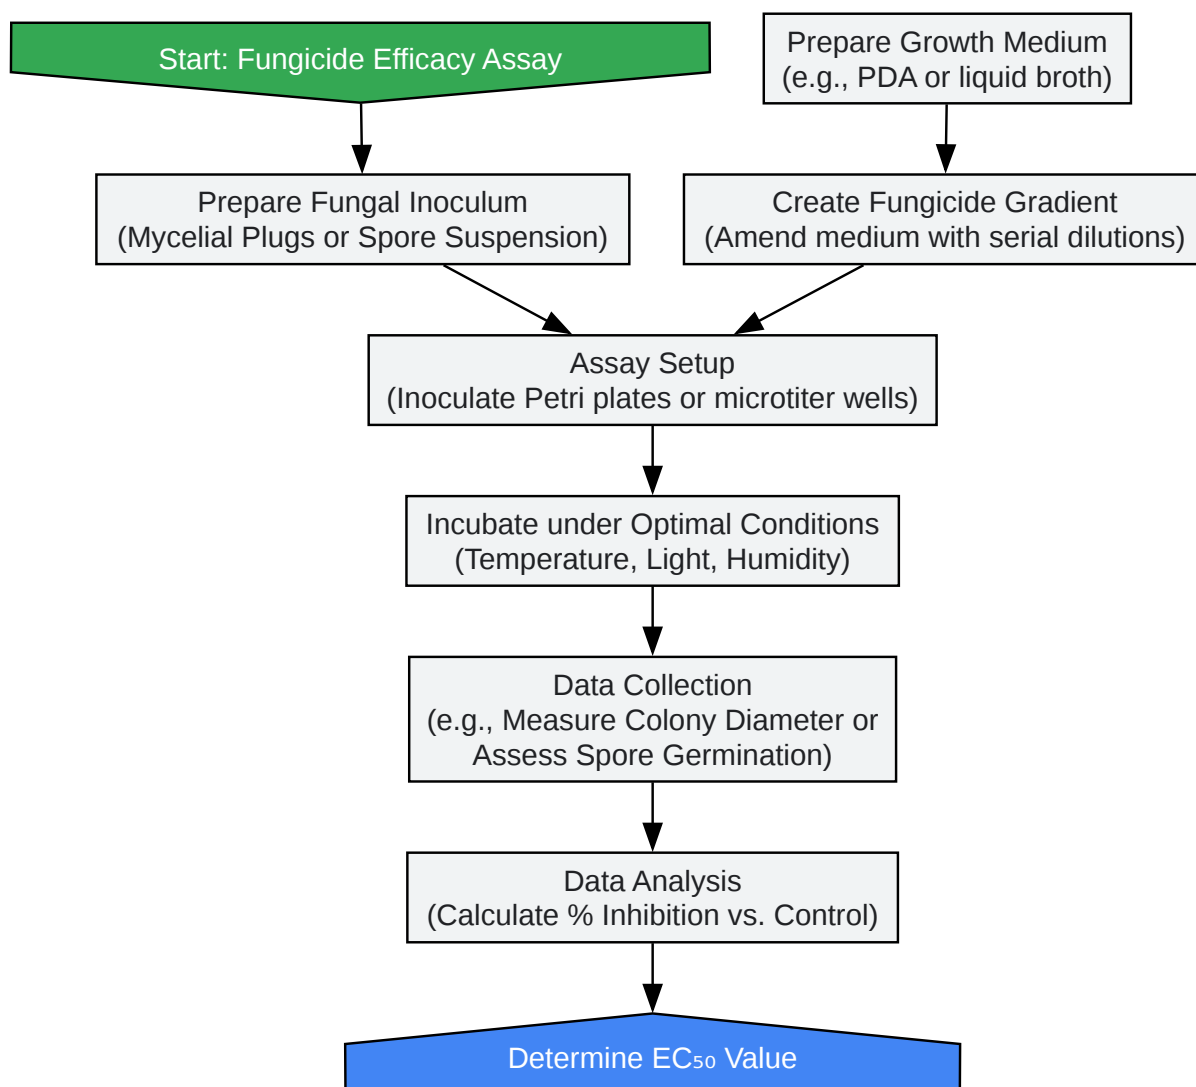 Start: Fungicide Efficacy Assay
Prepare Growth Medium
(e.g., PDA or liquid broth)
Prepare Fungal Inoculum
(Mycelial Plugs or Spore Suspension)
Create Fungicide Gradient
(Amend medium with serial dilutions)
Assay Setup
(Inoculate Petri plates or microtiter wells)
Incubate under Optimal Conditions
(Temperature, Light, Humidity)
Data Collection
(e.g., Measure Colony Diameter or
Assess Spore Germination)
Data Analysis
(Calculate % Inhibition vs. Control)
Determine EC₅₀ Value